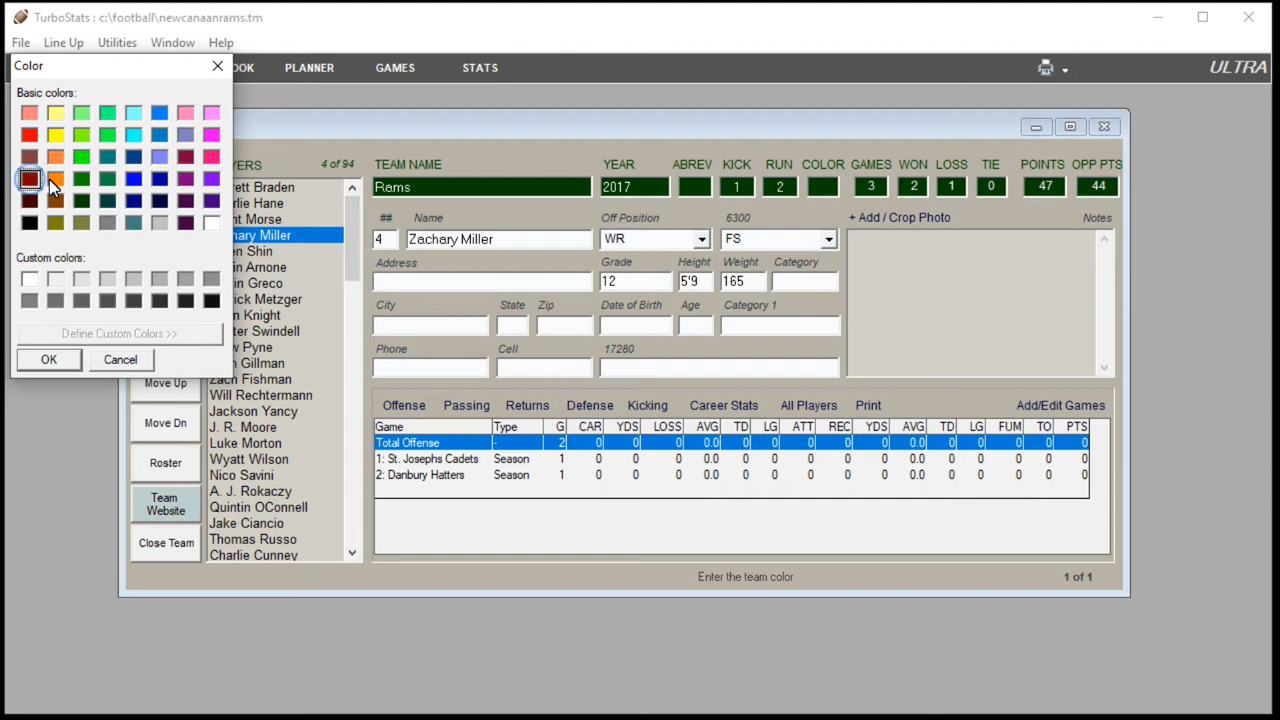 TurboStats : c:\football\newcanaanrams.tm
File Line Up Utilities Window Help
OOK PLANNER GAMES STATS ULTRA
Color
Basic colors:
Custom colors:
Define Custom Colors >>
OK Cancel
YERS 4 of 94
rett Braden
rlie Hane
nt Morse
hary Miller
en Shin
in Arnone
in Greco
ick Metzger
n Knight
ter Swindell
w Pyne
n Gillman
Zach Fishman
Will Rechtermann
Jackson Yancy
J. R. Moore
Luke Morton
Wyatt Wilson
Nico Savini
A. J. Rokaczy
Quintin OConnell
Jake Ciancio
Thomas Russo
Charlie Cunney
Move Up
Move Dn
Roster
Team
Website
Close Team
TEAM NAME YEAR ABREV KICK RUN COLOR GAMES WON LOSS TIE POINTS OPP PTS
Rams 2017 1 2 3 2 1 0 47 44
## Name Off Position 6300 + Add / Crop Photo Notes
4 Zachary Miller WR FS
Address Grade Height Weight Category
12 5'9 165
City State Zip Date of Birth Age Category 1
Phone Cell 17280
Offense Passing Returns Defense Kicking Career Stats All Players Print Add/Edit Games
Game Type G CAR YDS LOSS AVG TD LG ATT REC YDS AVG TD LG FUM TO PTS
Total Offense - 2 0 0 0 0.0 0 0 0 0 0 0.0 0 0 0 0 0
1: St. Josephs Cadets Season 1 0 0 0 0.0 0 0 0 0 0 0.0 0 0 0 0 0
2: Danbury Hatters Season 1 0 0 0 0.0 0 0 0 0 0 0.0 0 0 0 0 0
Enter the team color 1 of 1